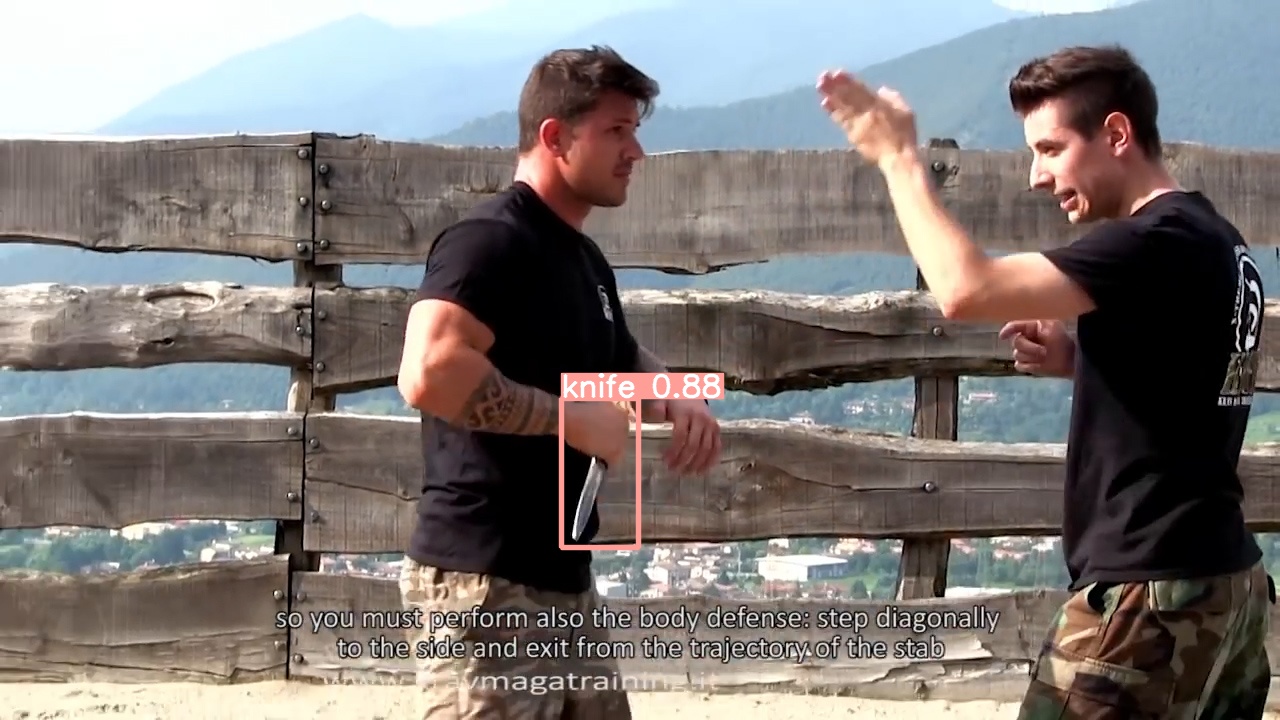 knife 0.88
so you must perform also the body defense: step diagonally
to the side and exit from the trajectory of the stab